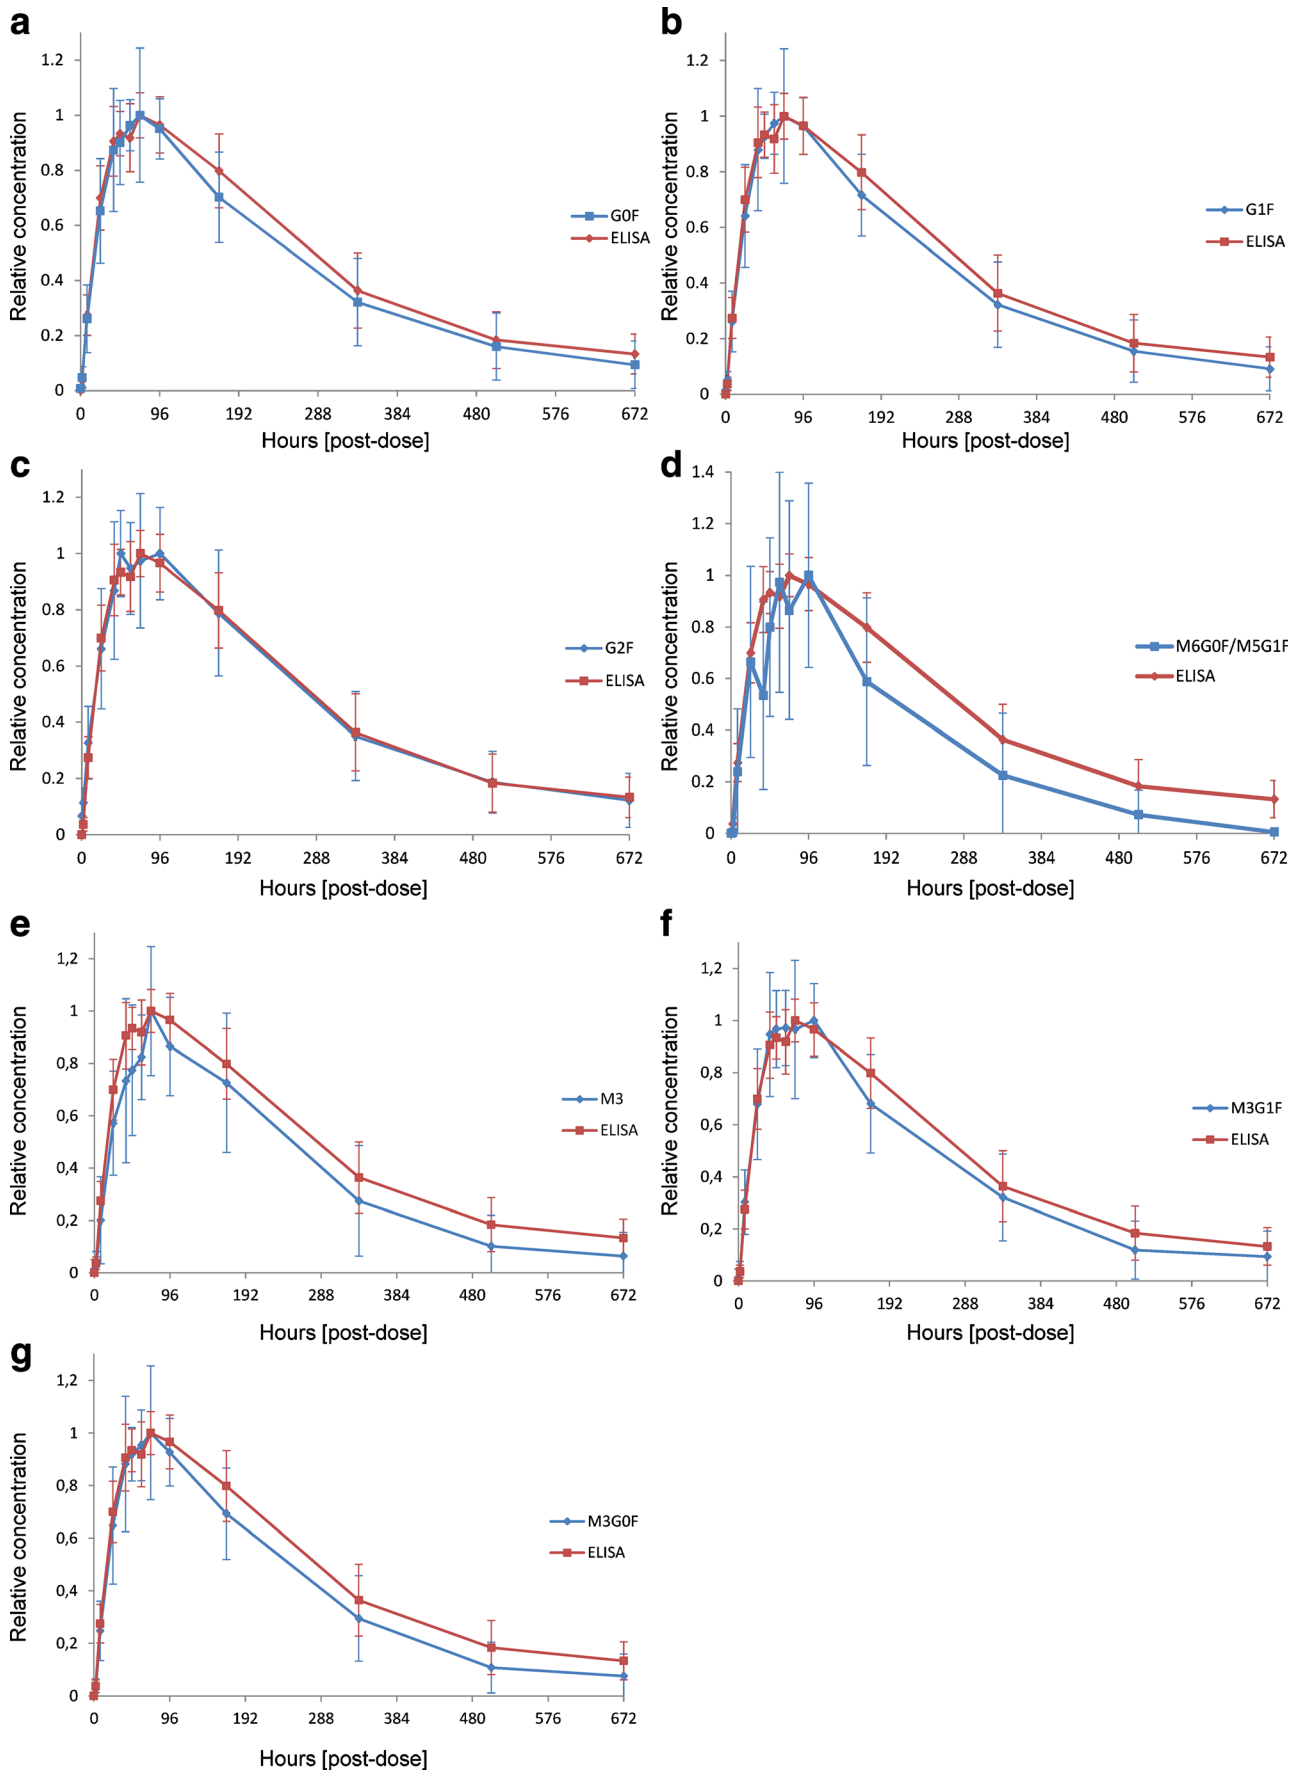 a
1.2
1
0.8
0.6
0.4
0.2
0
Relative concentration
G0F
ELISA
0 96 192 288 384 480 576 672
Hours [post-dose]
b
1.2
1
0.8
0.6
0.4
0.2
0
Relative concentration
G1F
ELISA
0 96 192 288 384 480 576 672
Hours [post-dose]
c
1.2
1
0.8
0.6
0.4
0.2
0
Relative concentration
G2F
ELISA
0 96 192 288 384 480 576 672
Hours [post-dose]
d
1.4
1.2
1
0.8
0.6
0.4
0.2
0
Relative concentration
M6G0F/M5G1F
ELISA
0 96 192 288 384 480 576 672
Hours [post-dose]
e
1,2
1
0,8
0,6
0,4
0,2
0
Relative concentration
M3
ELISA
0 96 192 288 384 480 576 672
Hours [post-dose]
f
1,2
1
0,8
0,6
0,4
0,2
0
Relative concentration
M3G1F
ELISA
0 96 192 288 384 480 576 672
Hours [post-dose]
g
1,2
1
0,8
0,6
0,4
0,2
0
Relative concentration
M3G0F
ELISA
0 96 192 288 384 480 576 672
Hours [post-dose]